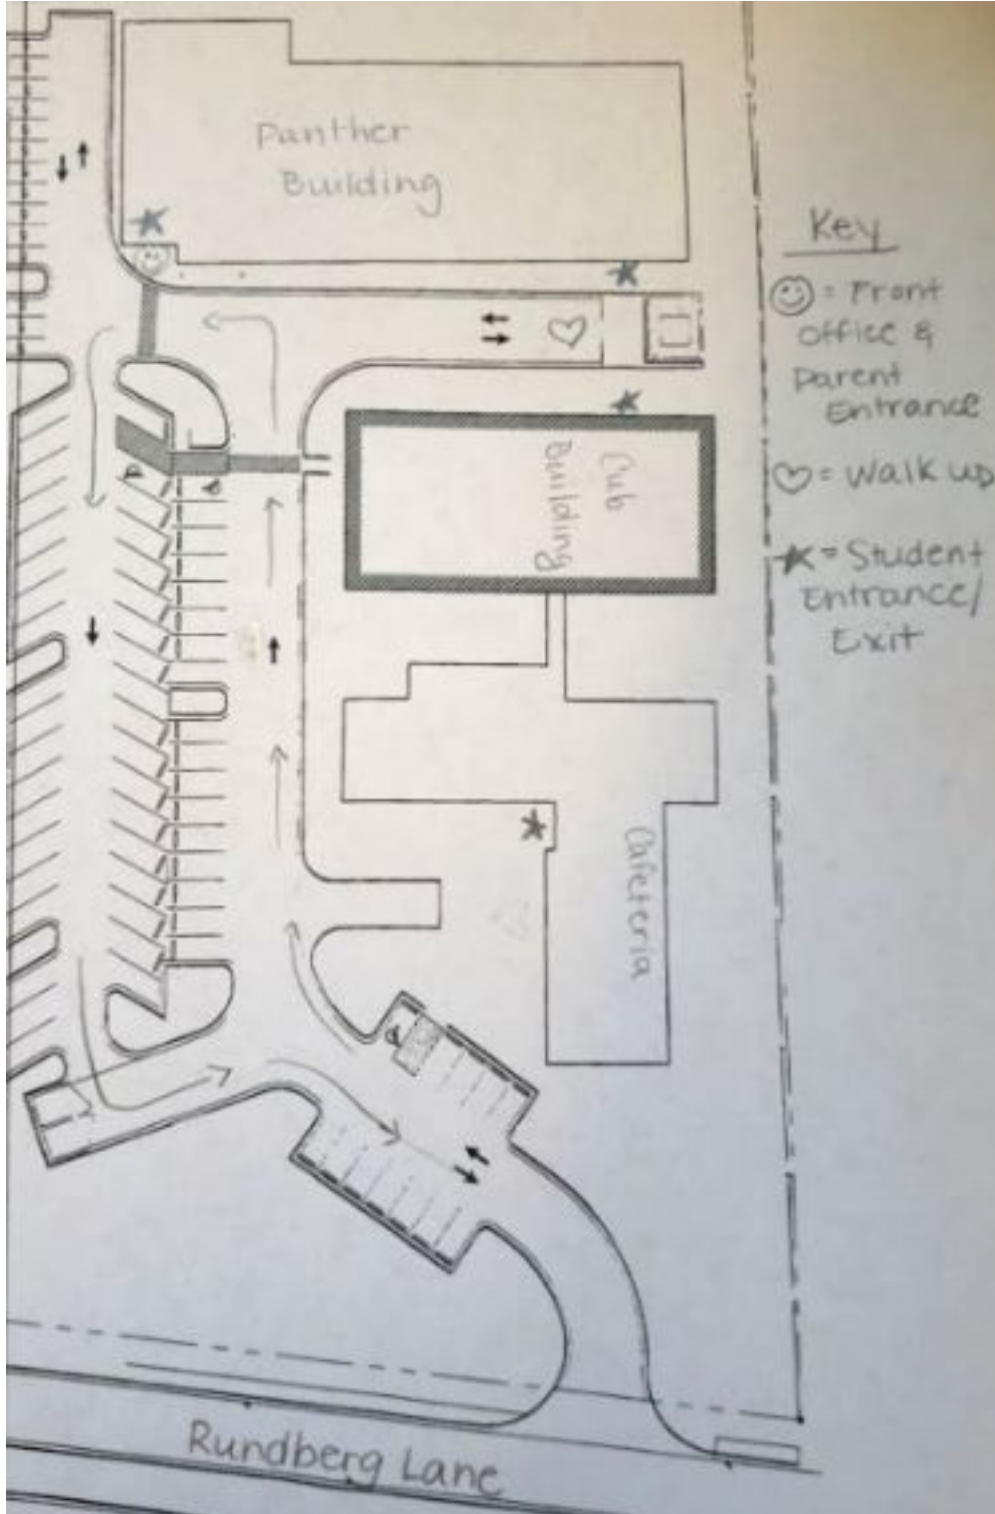 Panther
Building
Key
= Front
office &
Parent
Entrance
= Walk up
= Student
Entrance/
Exit
Cub
Building
Cafeteria
Rundberg Lane